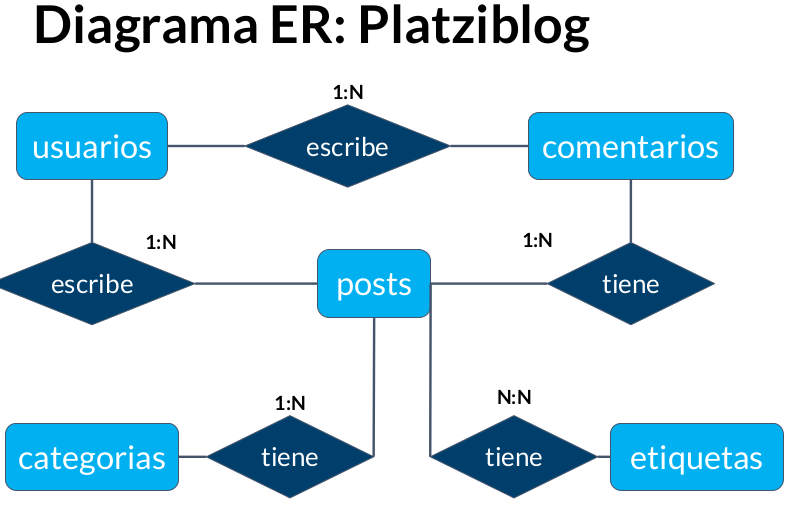 Diagrama ER: Platziblog
1:N
usuarios
escribe
comentarios
1:N
1:N
escribe
posts
tiene
1:N
N:N
categorias
tiene
tiene
etiquetas